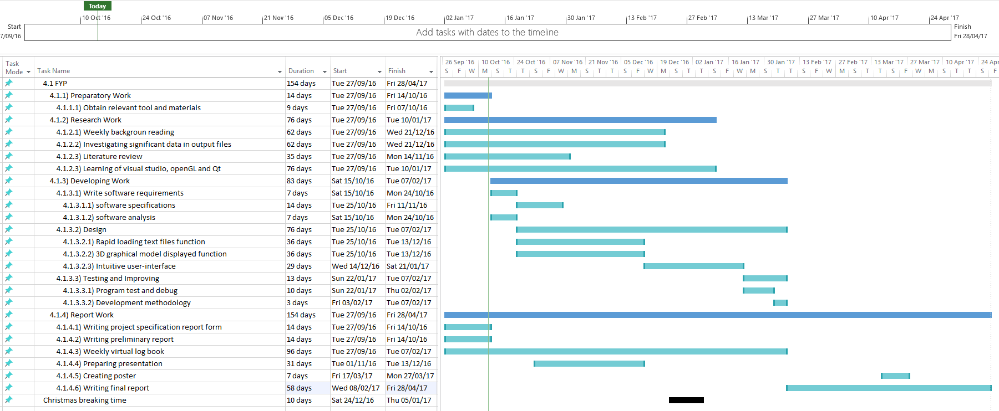 Today
10 Oct '16 24 Oct '16 07 Nov '16 21 Nov '16 05 Dec '16 19 Dec '16 02 Jan '17 16 Jan '17 30 Jan '17 13 Feb '17 27 Feb '17 13 Mar '17 27 Mar '17 10 Apr '17 24 Apr '17
Start
7/09/16
Add tasks with dates to the timeline
Finish
Fri 28/04/17
Task Mode Task Name Duration Start Finish
26 Sep '16 10 Oct '16 24 Oct '16 07 Nov '16 21 Nov '16 05 Dec '16 19 Dec '16 02 Jan '17 16 Jan '17 30 Jan '17 13 Feb '17 27 Feb '17 13 Mar '17 27 Mar '17 10 Apr '17 24 Apr
S F W M S T T S F W M S T T S F W M S T T S F W M S T T S F W M S T T S F W M S T T S F
4.1 FYP 154 days Tue 27/09/16 Fri 28/04/17
4.1.1) Preparatory Work 14 days Tue 27/09/16 Fri 14/10/16
4.1.1.1) Obtain relevant tool and materials 9 days Tue 27/09/16 Fri 07/10/16
4.1.2) Research Work 76 days Tue 27/09/16 Tue 10/01/17
4.1.2.1) Weekly backgroun reading 62 days Tue 27/09/16 Wed 21/12/16
4.1.2.2) Investigating significant data in output files 62 days Tue 27/09/16 Wed 21/12/16
4.1.2.3) Literature review 35 days Tue 27/09/16 Mon 14/11/16
4.1.2.3) Learning of visual studio, openGL and Qt 76 days Tue 27/09/16 Tue 10/01/17
4.1.3) Developing Work 83 days Sat 15/10/16 Tue 07/02/17
4.1.3.1) Write software requirements 7 days Sat 15/10/16 Mon 24/10/16
4.1.3.1.1) software specifications 14 days Tue 25/10/16 Fri 11/11/16
4.1.3.1.2) software analysis 7 days Sat 15/10/16 Mon 24/10/16
4.1.3.2) Design 76 days Tue 25/10/16 Tue 07/02/17
4.1.3.2.1) Rapid loading text files function 36 days Tue 25/10/16 Tue 13/12/16
4.1.3.2.2) 3D graphical model displayed function 36 days Tue 25/10/16 Tue 13/12/16
4.1.3.2.3) Intuitive user-interface 29 days Wed 14/12/16 Sat 21/01/17
4.1.3.3) Testing and Improving 13 days Sun 22/01/17 Tue 07/02/17
4.1.3.3.1) Program test and debug 10 days Sun 22/01/17 Thu 02/02/17
4.1.3.3.2) Development methodology 3 days Fri 03/02/17 Tue 07/02/17
4.1.4) Report Work 154 days Tue 27/09/16 Fri 28/04/17
4.1.4.1) Writing project specification report form 14 days Tue 27/09/16 Fri 14/10/16
4.1.4.2) Writing preliminary report 14 days Tue 27/09/16 Fri 14/10/16
4.1.4.3) Weekly virtual log book 96 days Tue 27/09/16 Tue 07/02/17
4.1.4.4) Preparing presentation 31 days Tue 01/11/16 Tue 13/12/16
4.1.4.5) Creating poster 7 days Fri 17/03/17 Mon 27/03/17
4.1.4.6) Writing final report 58 days Wed 08/02/17 Fri 28/04/17
Christmas breaking time 10 days Sat 24/12/16 Thu 05/01/17